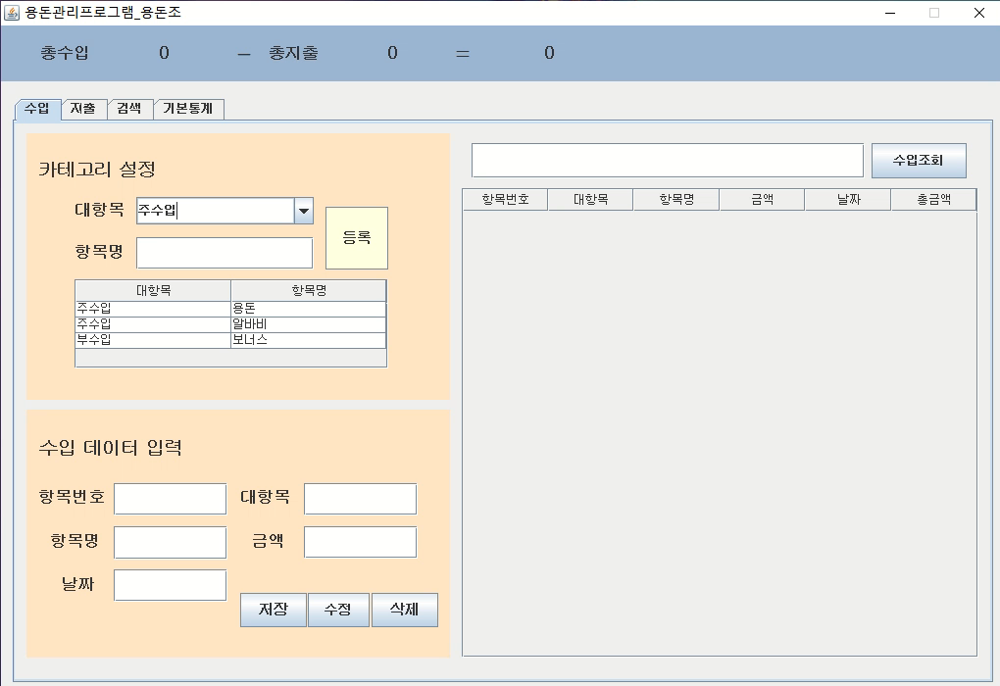 용돈관리프로그램_용돈조
총수입 0 - 총지출 0 = 0
수입 지출 검색 기본통계
카테고리 설정
대항목 주수입
항목명
등록
대항목 항목명
주수입 용돈
주수입 알바비
부수입 보너스
수입 데이터 입력
항목번호 대항목
항목명 금액
날짜
저장 수정 삭제
수입조회
항목번호 대항목 항목명 금액 날짜 총금액